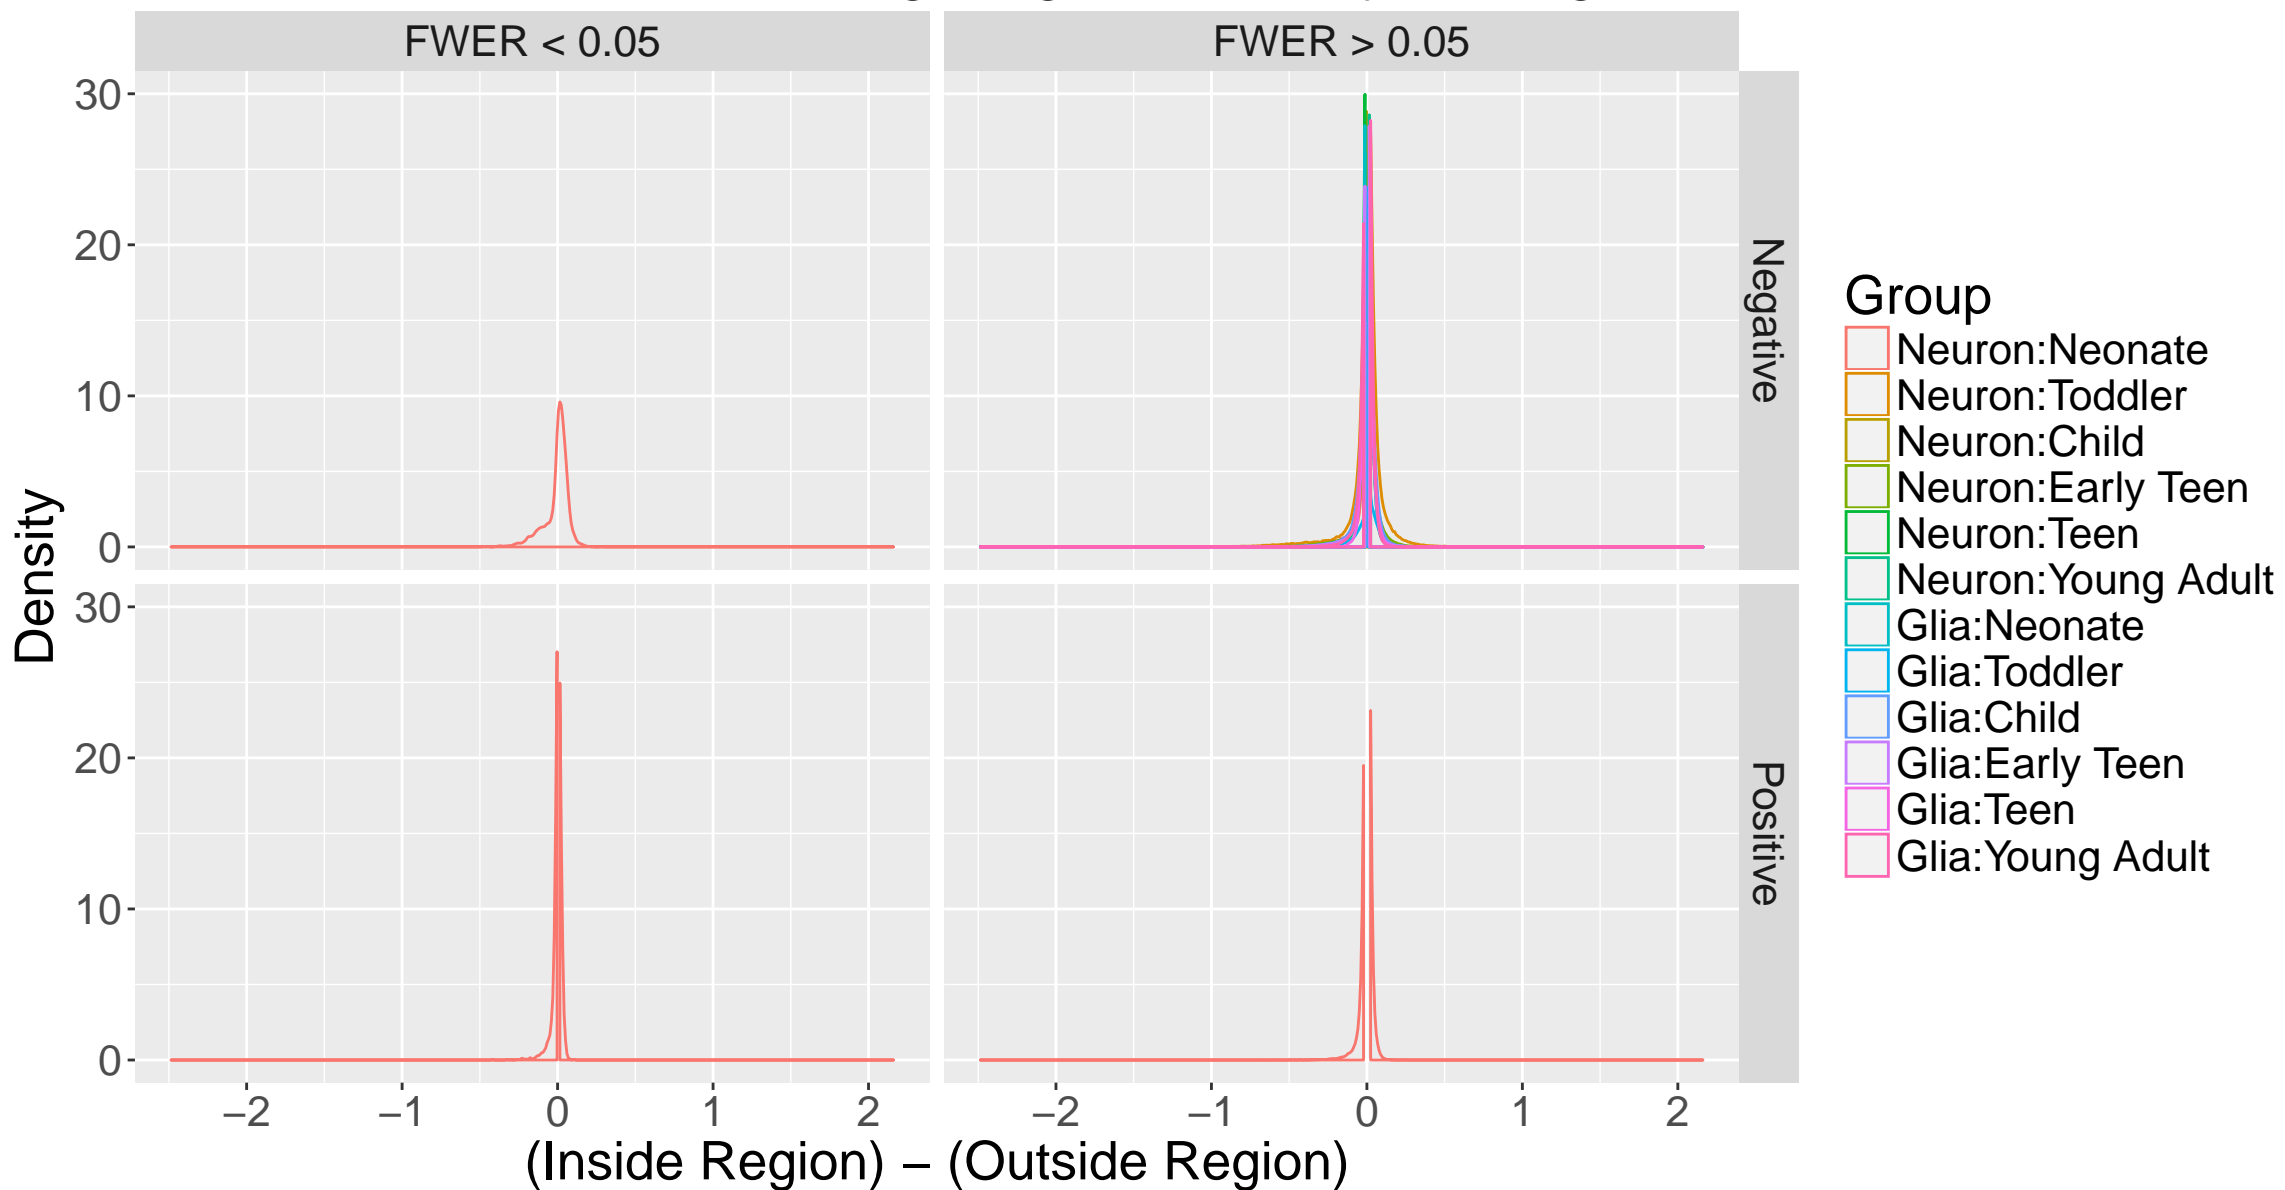 FWER < 0.05
FWER > 0.05
30
20
10
0
Negative
30
20
10
0
Positive
Density
−2
−1
0
1
2
−2
−1
0
1
2
(Inside Region) − (Outside Region)
Group
Neuron:Neonate
Neuron:Toddler
Neuron:Child
Neuron:Early Teen
Neuron:Teen
Neuron:Young Adult
Glia:Neonate
Glia:Toddler
Glia:Child
Glia:Early Teen
Glia:Teen
Glia:Young Adult